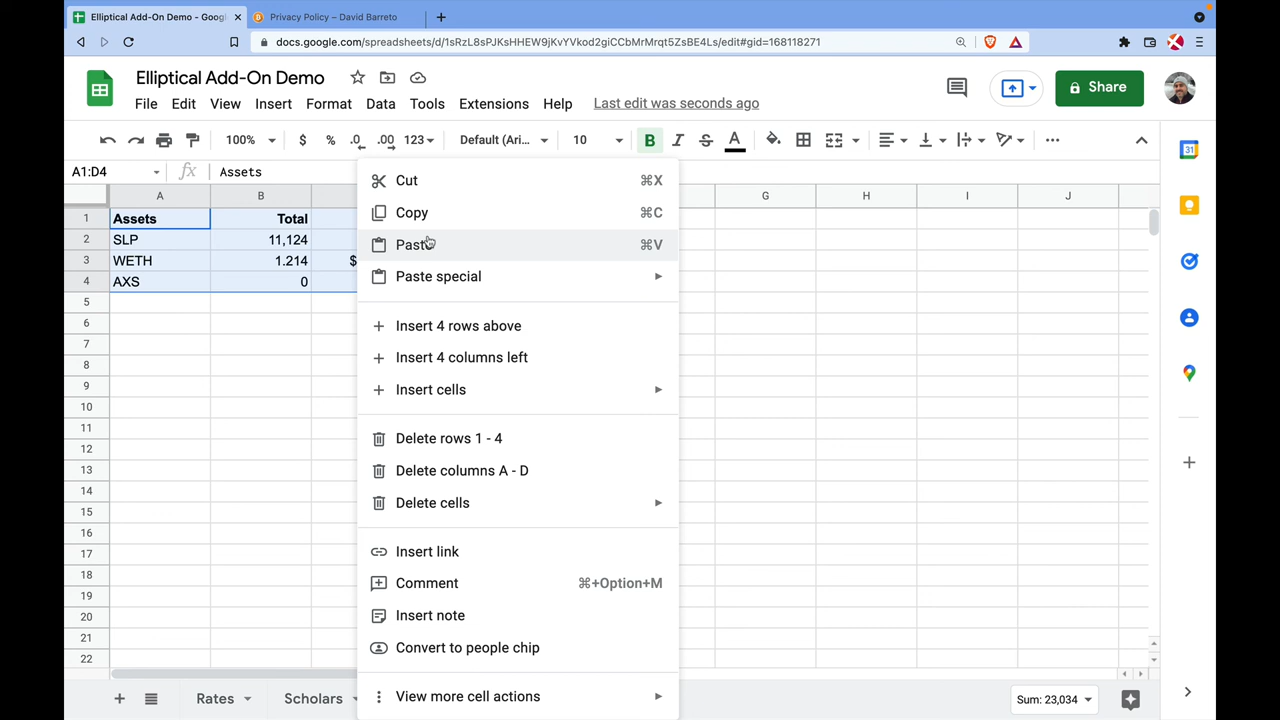 Elliptical Add-On Demo - Goog
Privacy Policy – David Barreto
docs.google.com/spreadsheets/d/1sRzL8sPJKsHHEW9jKvYVkod2giCCbMrMrqt5ZsBE4Ls/edit#gid=168118271
Elliptical Add-On Demo
File Edit View Insert Format Data Tools Extensions Help Last edit was seconds ago
Share
100% $ % .0 .00 123 Default (Ari... 10 B I S A
A1:D4 fx Assets
A B G H I J
1 Assets Total
2 SLP 11,124
3 WETH 1.214 $
4 AXS 0
5
6
7
8
9
10
11
12
13
14
15
16
17
18
19
20
21
22
Cut ⌘X
Copy ⌘C
Paste ⌘V
Paste special
Insert 4 rows above
Insert 4 columns left
Insert cells
Delete rows 1 - 4
Delete columns A - D
Delete cells
Insert link
Comment ⌘+Option+M
Insert note
Convert to people chip
View more cell actions
Rates Scholars
Sum: 23,034
31